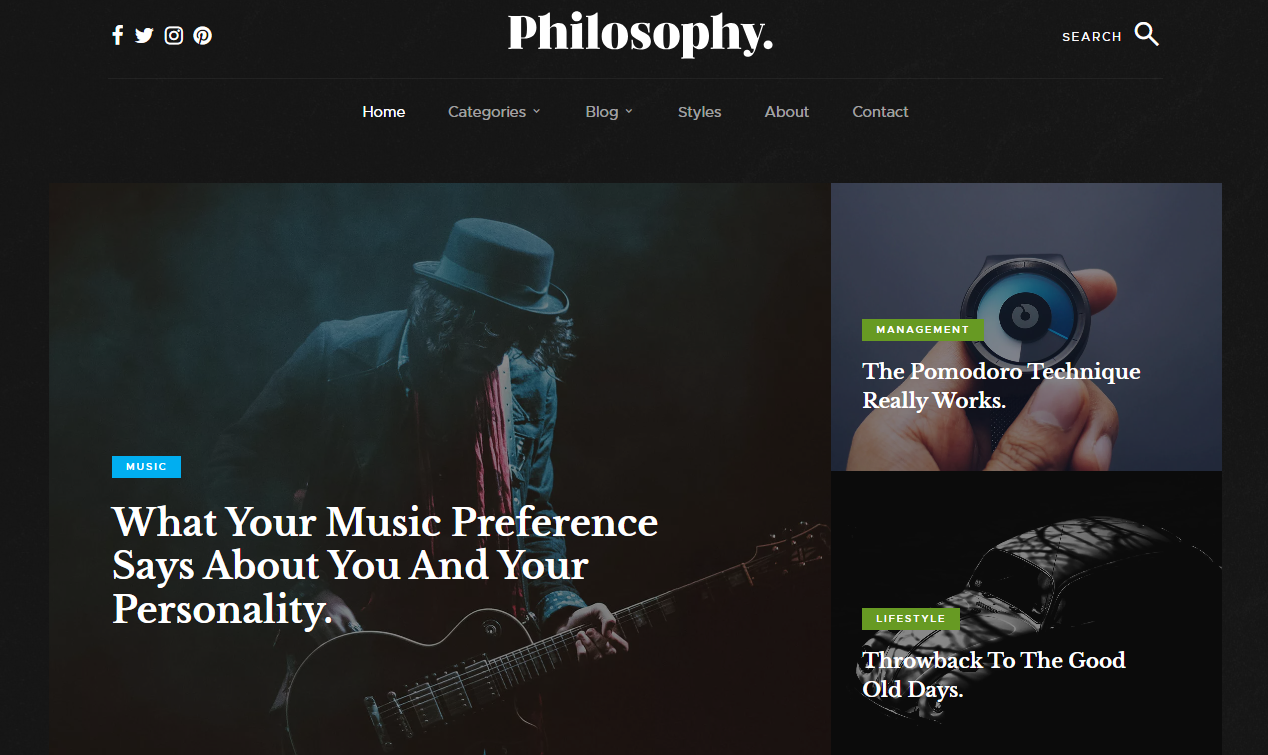 Philosophy.
SEARCH
Home Categories Blog Styles About Contact
MUSIC
What Your Music Preference
Says About You And Your
Personality.
MANAGEMENT
The Pomodoro Technique
Really Works.
LIFESTYLE
Throwback To The Good
Old Days.